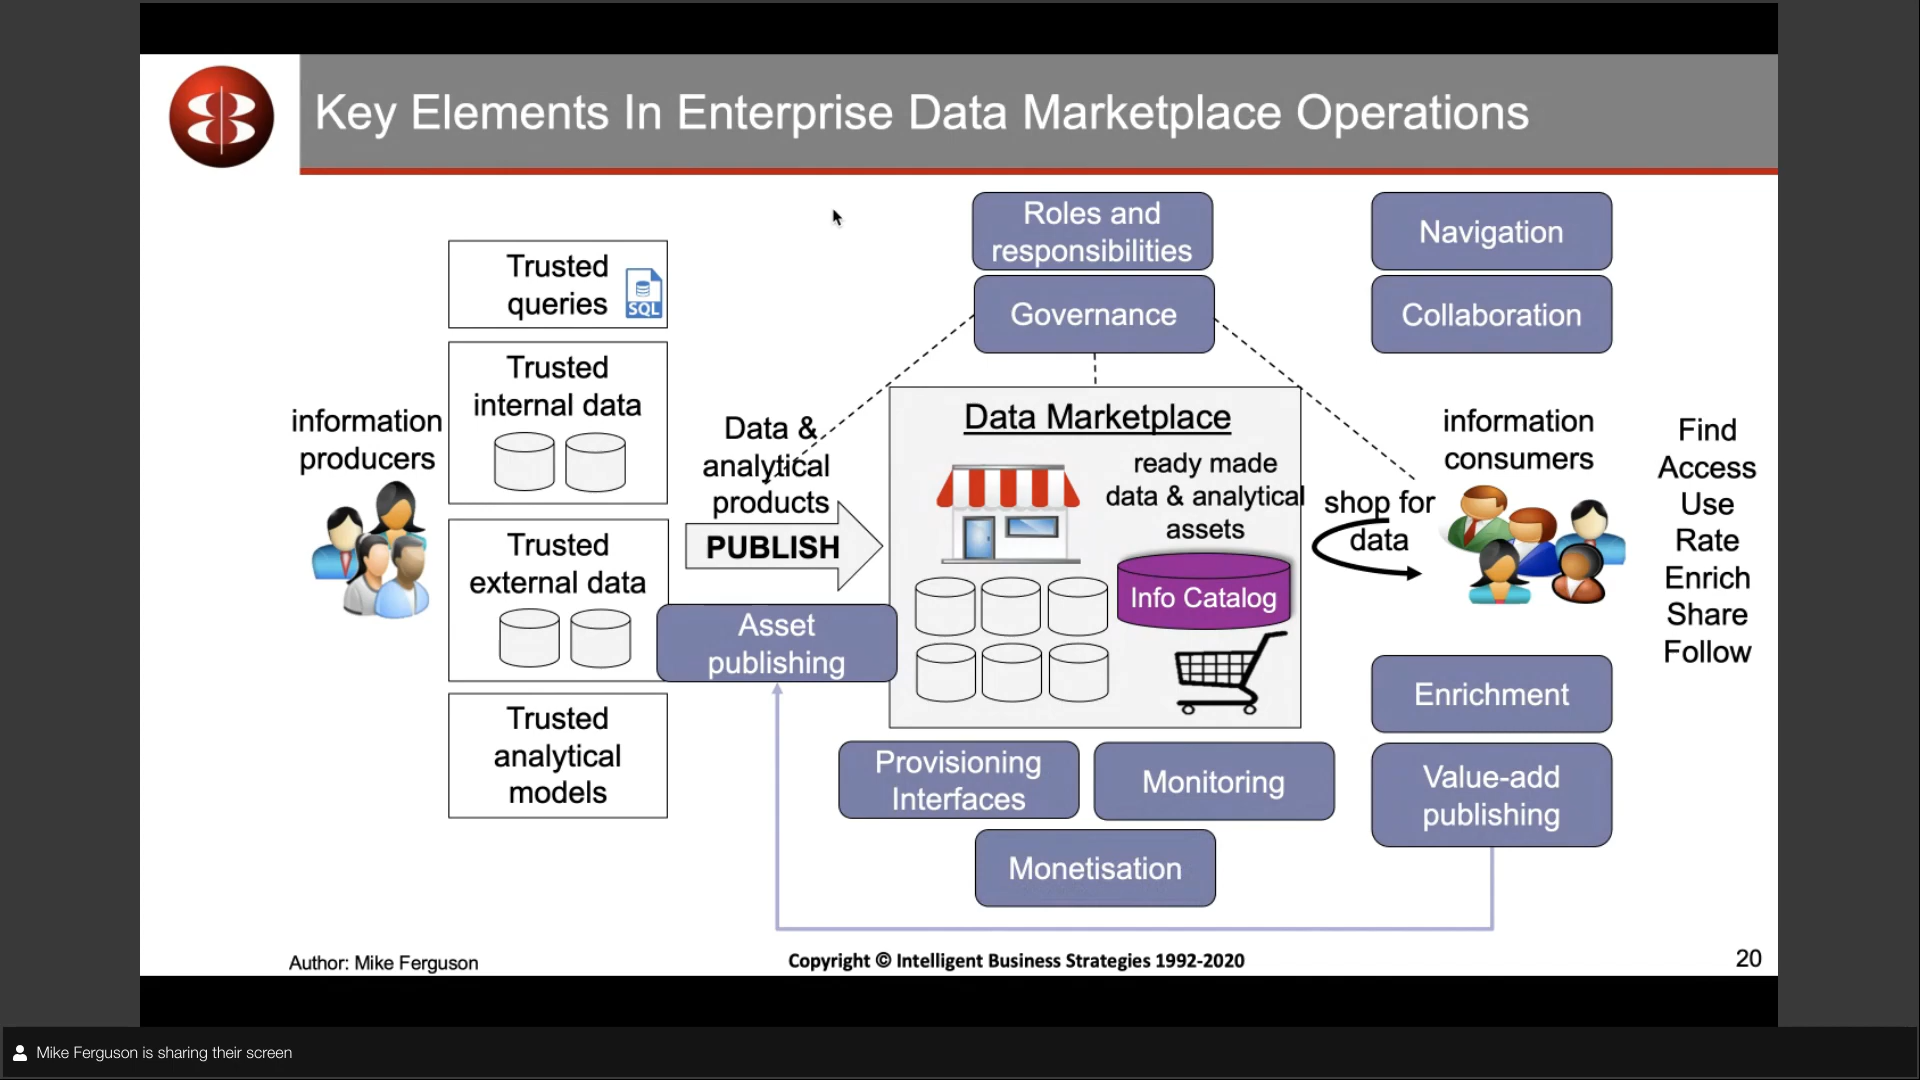 Key Elements In Enterprise Data Marketplace Operations
Roles and
responsibilities
Navigation
Governance
Collaboration
Trusted
queries
SQL
Trusted
internal data
information
producers
Trusted
external data
Trusted
analytical
models
Data &
analytical
products
PUBLISH
Asset
publishing
Data Marketplace
ready made
data & analytical
assets
Info Catalog
shop for
data
information
consumers
Find
Access
Use
Rate
Enrich
Share
Follow
Provisioning
Interfaces
Monitoring
Monetisation
Enrichment
Value-add
publishing
Author: Mike Ferguson
Copyright © Intelligent Business Strategies 1992-2020
20
Mike Ferguson is sharing their screen